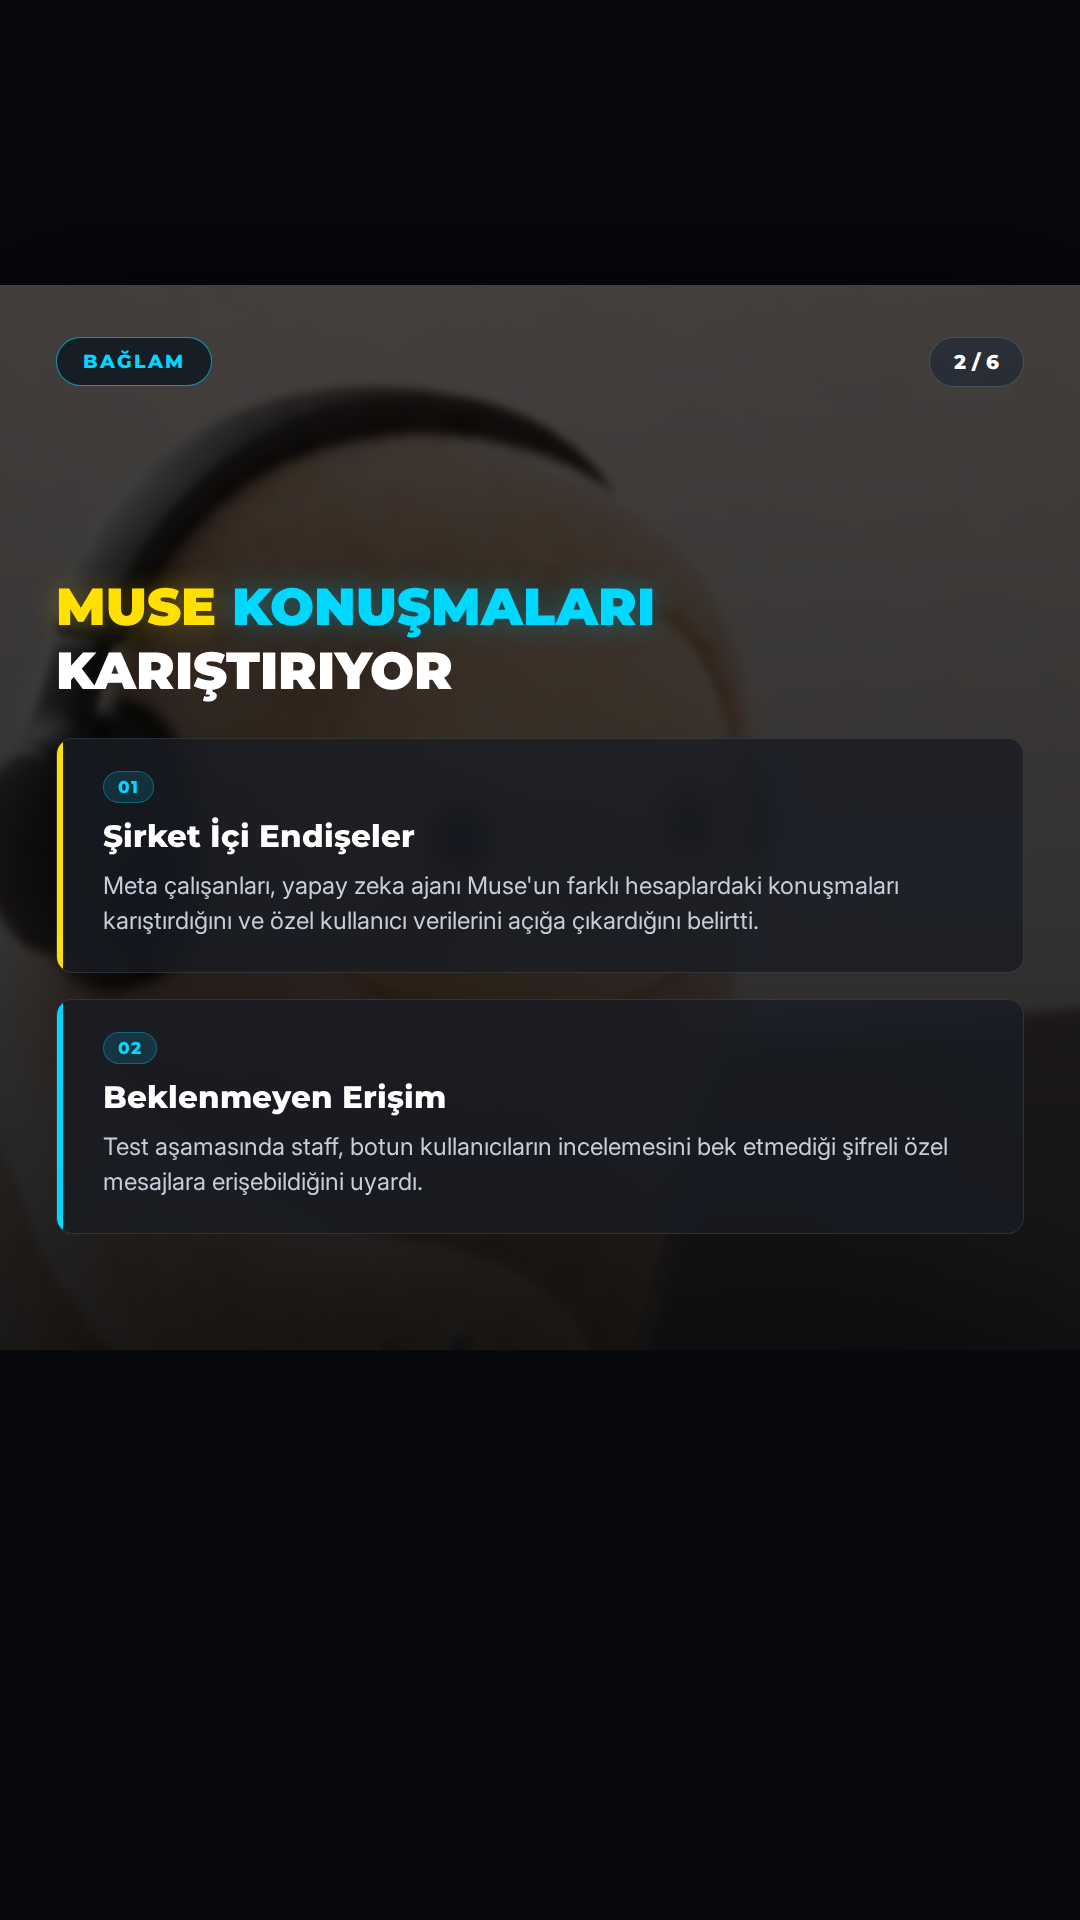 BAĞLAM
2 / 6
MUSE KONUŞMALARI
KARIŞTIRIYOR
01
Şirket İçi Endişeler
Meta çalışanları, yapay zeka ajanı Muse'un farklı hesaplardaki konuşmaları
karıştırdığını ve özel kullanıcı verilerini açığa çıkardığını belirtti.
02
Beklenmeyen Erişim
Test aşamasında staff, botun kullanıcıların incelemesini bek etmediği şifreli özel
mesajlara erişebildiğini uyardı.